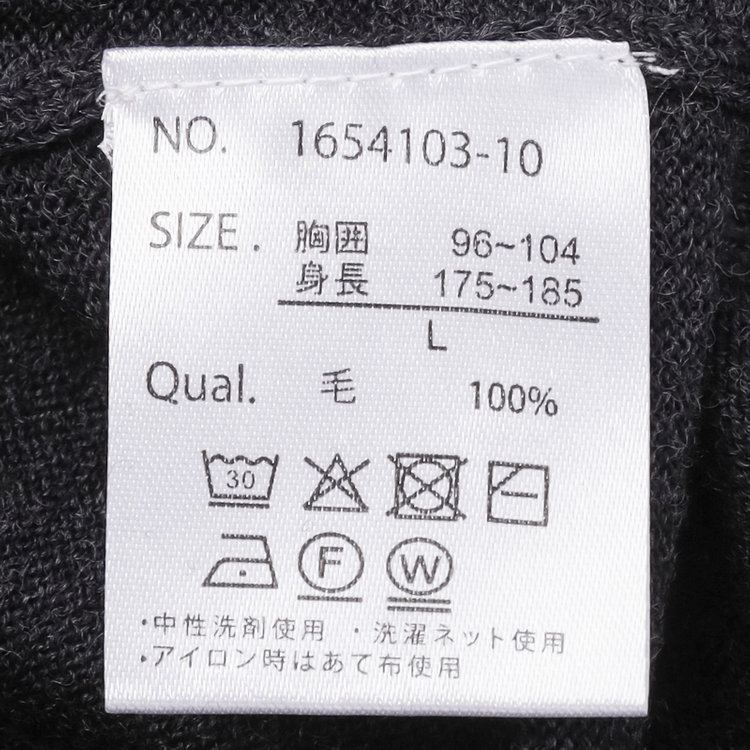 NO. 1654103-10
SIZE. 胸囲 96~104
身長 175~185
L
Qual. 毛 100%
30
F W
・中性洗剤使用 ・洗濯ネット使用
・アイロン時はあて布使用